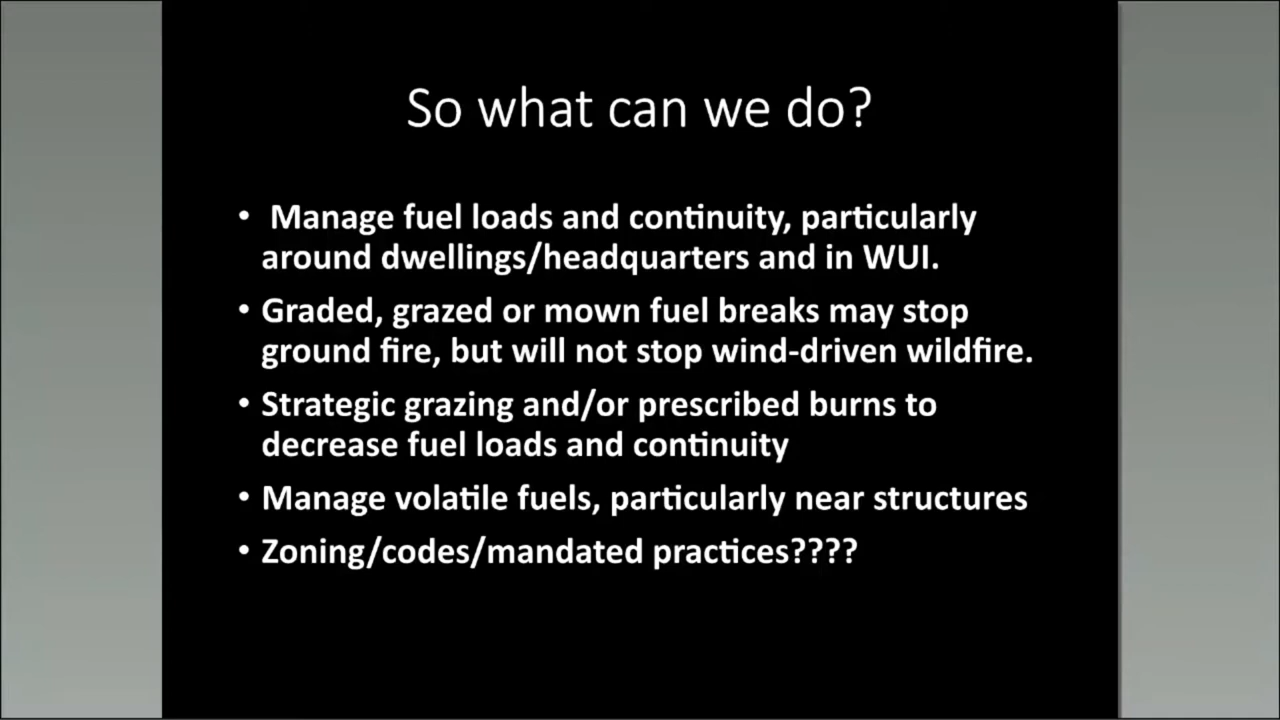 So what can we do?
• Manage fuel loads and continuity, particularly
around dwellings/headquarters and in WUI.
• Graded, grazed or mown fuel breaks may stop
ground fire, but will not stop wind-driven wildfire.
• Strategic grazing and/or prescribed burns to
decrease fuel loads and continuity
• Manage volatile fuels, particularly near structures
• Zoning/codes/mandated practices????